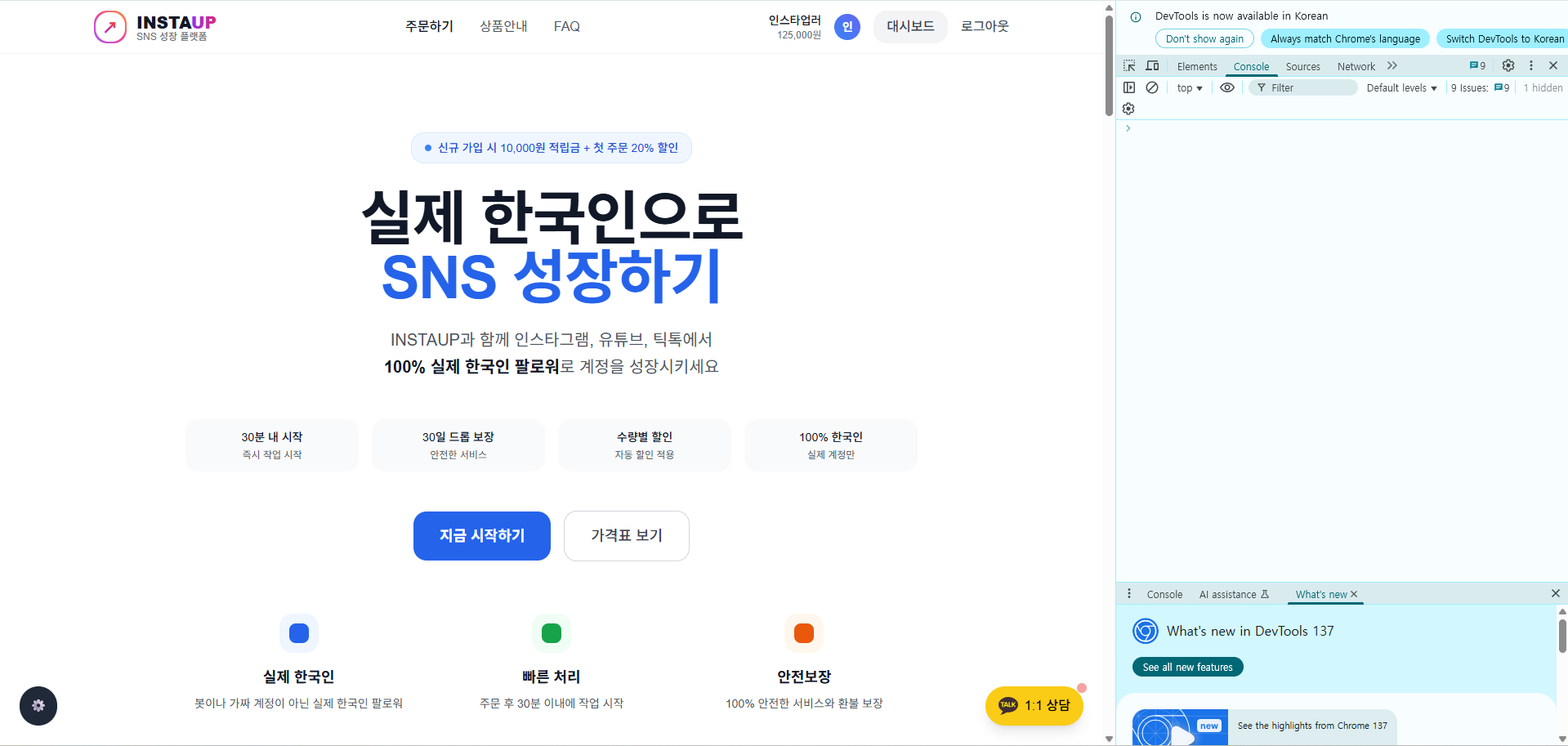 INSTAUP
SNS 성장 플랫폼
주문하기
상품안내
FAQ
인스타업러
125,000원
인
대시보드
로그아웃
신규 가입 시 10,000원 적립금 + 첫 주문 20% 할인
실제 한국인으로
SNS 성장하기
INSTAUP과 함께 인스타그램, 유튜브, 틱톡에서
100% 실제 한국인 팔로워로 계정을 성장시키세요
30분 내 시작
즉시 작업 시작
30일 드롭 보장
안전한 서비스
수량별 할인
자동 할인 적용
100% 한국인
실제 계정만
지금 시작하기
가격표 보기
실제 한국인
봇이나 가짜 계정이 아닌 실제 한국인 팔로워
빠른 처리
주문 후 30분 이내에 작업 시작
안전보장
100% 안전한 서비스와 환불 보장
TALK
1:1 상담
DevTools is now available in Korean
Don't show again
Always match Chrome's language
Switch DevTools to Korean
Elements
Console
Sources
Network
9
top
Filter
Default levels
9 Issues:
9
1 hidden
Console
AI assistance
What's new
What's new in DevTools 137
See all new features
new
See the highlights from Chrome 137